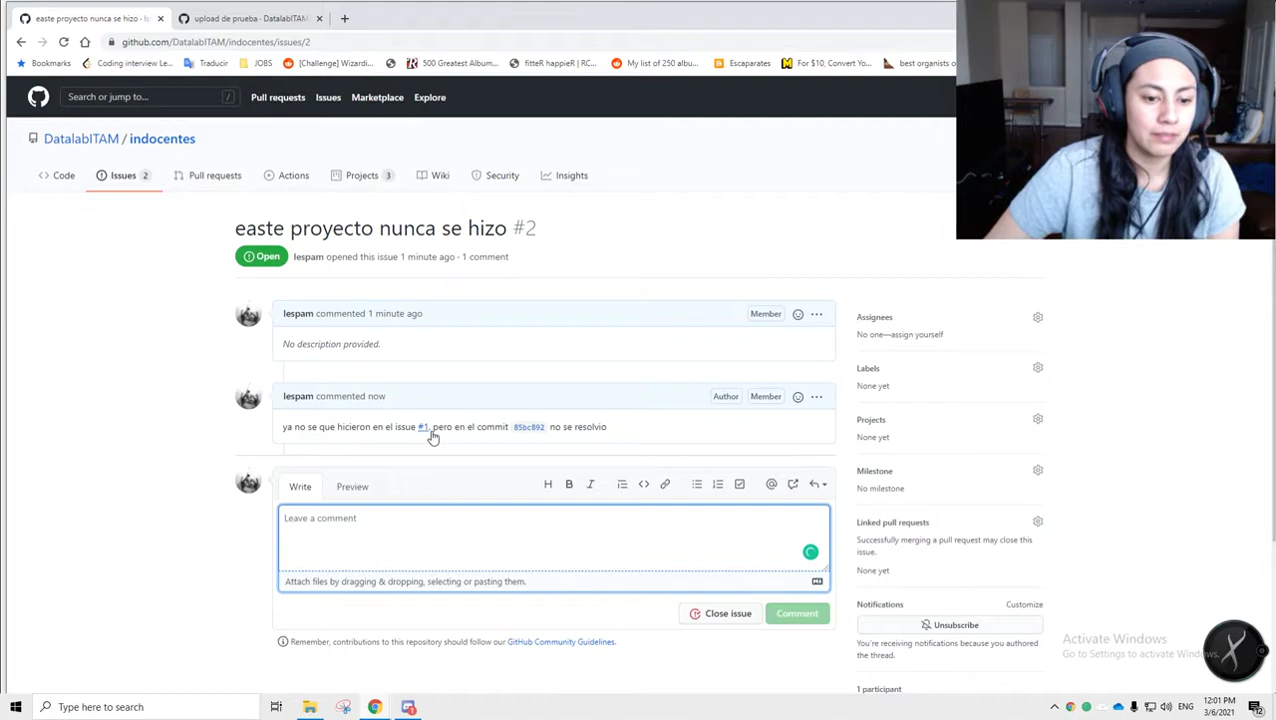 easte proyecto nunca se hizo · Is
upload de prueba · DatalabITAM
github.com/DatalabITAM/indocentes/issues/2
Bookmarks
Coding interview Le...
Traducir
JOBS
[Challenge] Wizardi...
500 Greatest Album...
fitteR happieR | RC...
My list of 250 album...
Escaparates
For $10, Convert Yo...
best organists o
Search or jump to...
/
Pull requests
Issues
Marketplace
Explore
DatalabITAM / indocentes
Code
Issues 2
Pull requests
Actions
Projects 3
Wiki
Security
Insights
easte proyecto nunca se hizo #2
Open
lespam opened this issue 1 minute ago · 1 comment
lespam commented 1 minute ago
Member
No description provided.
lespam commented now
Author
Member
ya no se que hicieron en el issue #1, pero en el commit 85bc892 no se resolvio
Write
Preview
Leave a comment
Attach files by dragging & dropping, selecting or pasting them.
Close issue
Comment
Remember, contributions to this repository should follow our GitHub Community Guidelines.
Assignees
No one—assign yourself
Labels
None yet
Projects
None yet
Milestone
No milestone
Linked pull requests
Successfully merging a pull request may close this
issue.
None yet
Notifications
Customize
Unsubscribe
You're receiving notifications because you authored
the thread.
1 participant
Activate Windows
Go to Settings to activate Windows.
Type here to search
ENG
12:01 PM
3/6/2021
12